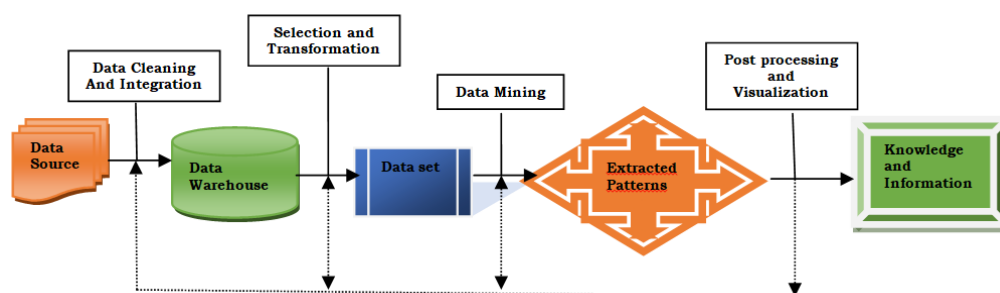 Selection and
Transformation
Data Cleaning
And Integration
Data Mining
Post processing
and
Visualization
Data
Source
Data
Warehouse
Data set
Extracted
Patterns
Knowledge
and
Information